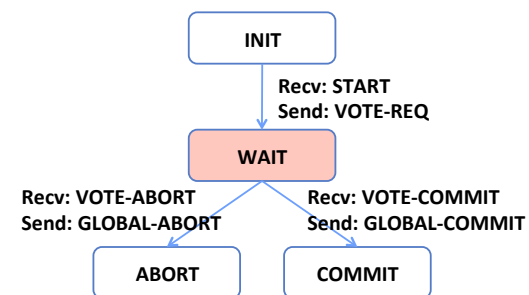 INIT
Recv: START
Send: VOTE-REQ
WAIT
Recv: VOTE-ABORT
Send: GLOBAL-ABORT
Recv: VOTE-COMMIT
Send: GLOBAL-COMMIT
ABORT
COMMIT